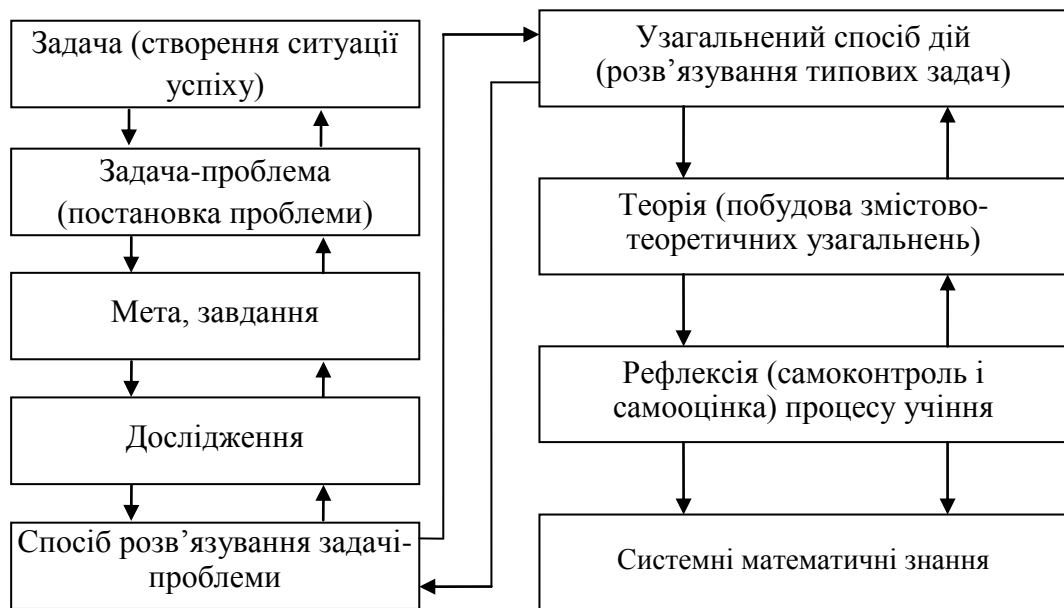 Задача (створення ситуації
успіху)
Задача-проблема
(постановка проблеми)
Мета, завдання
Дослідження
Спосіб розв’язування задачі-
проблеми
Узагальнений спосіб дій
(розв’язування типових задач)
Теорія (побудова змістово-
теоретичних узагальнень)
Рефлексія (самоконтроль і
самооцінка) процесу учіння
Системні математичні знання